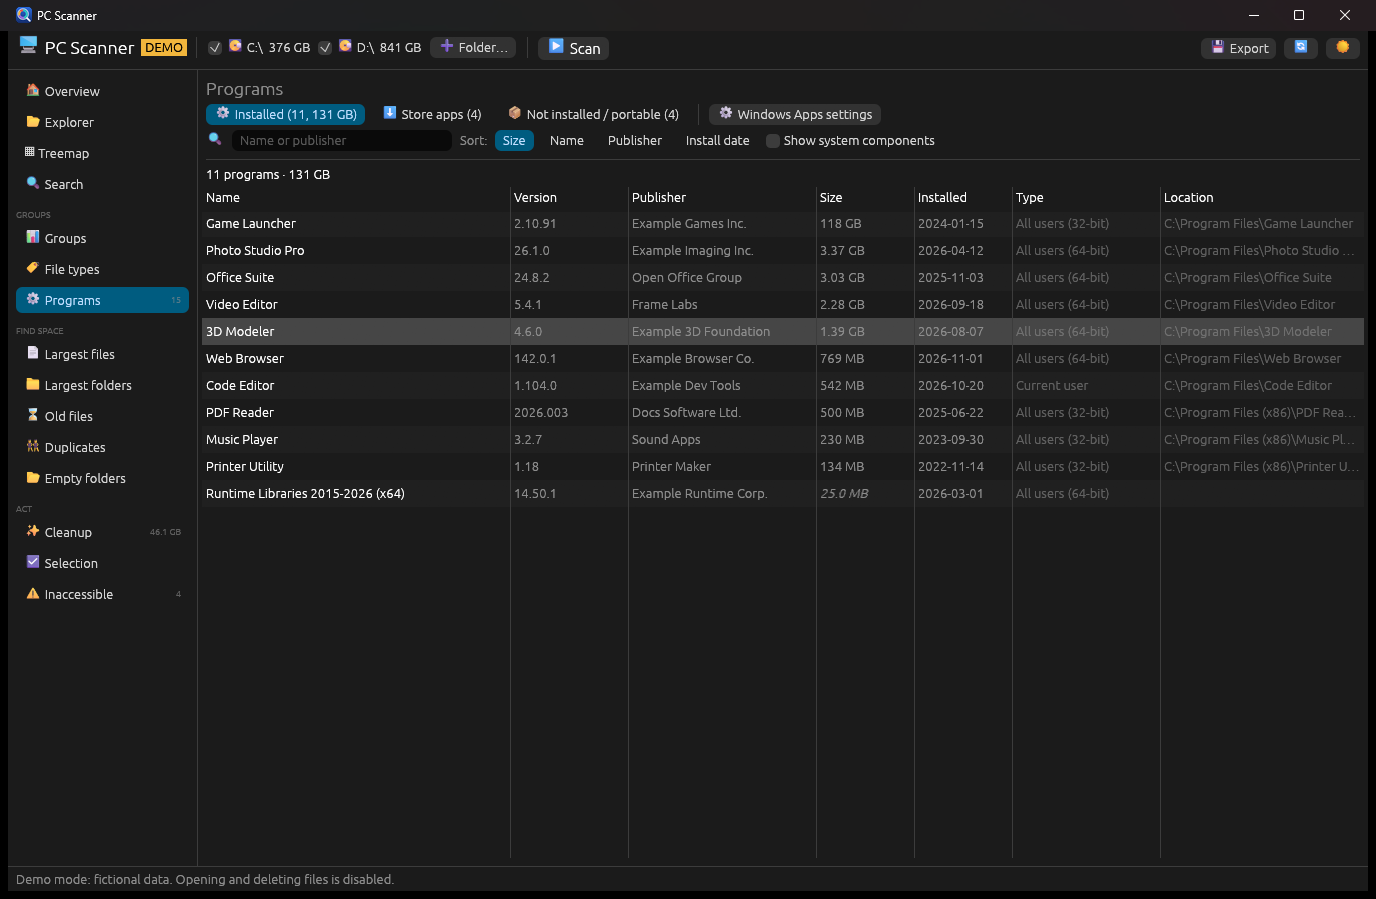 PC Scanner
PC Scanner DEMO C:\ 376 GB D:\ 841 GB Folder... Scan Export
Overview
Explorer
Treemap
Search
GROUPS
Groups
File types
Programs 15
FIND SPACE
Largest files
Largest folders
Old files
Duplicates
Empty folders
ACT
Cleanup 46.1 GB
Selection
Inaccessible 4
Programs
Installed (11, 131 GB) Store apps (4) Not installed / portable (4) Windows Apps settings
Name or publisher Sort: Size Name Publisher Install date Show system components
11 programs · 131 GB
Name Version Publisher Size Installed Type Location
Game Launcher 2.10.91 Example Games Inc. 118 GB 2024-01-15 All users (32-bit) C:\Program Files\Game Launcher
Photo Studio Pro 26.1.0 Example Imaging Inc. 3.37 GB 2026-04-12 All users (64-bit) C:\Program Files\Photo Studio ...
Office Suite 24.8.2 Open Office Group 3.03 GB 2025-11-03 All users (64-bit) C:\Program Files\Office Suite
Video Editor 5.4.1 Frame Labs 2.28 GB 2026-09-18 All users (64-bit) C:\Program Files\Video Editor
3D Modeler 4.6.0 Example 3D Foundation 1.39 GB 2026-08-07 All users (64-bit) C:\Program Files\3D Modeler
Web Browser 142.0.1 Example Browser Co. 769 MB 2026-11-01 All users (64-bit) C:\Program Files\Web Browser
Code Editor 1.104.0 Example Dev Tools 542 MB 2026-10-20 Current user C:\Program Files\Code Editor
PDF Reader 2026.003 Docs Software Ltd. 500 MB 2025-06-22 All users (32-bit) C:\Program Files (x86)\PDF Rea...
Music Player 3.2.7 Sound Apps 230 MB 2023-09-30 All users (32-bit) C:\Program Files (x86)\Music Pl...
Printer Utility 1.18 Printer Maker 134 MB 2022-11-14 All users (32-bit) C:\Program Files (x86)\Printer U...
Runtime Libraries 2015-2026 (x64) 14.50.1 Example Runtime Corp. 25.0 MB 2026-03-01 All users (64-bit)
Demo mode: fictional data. Opening and deleting files is disabled.